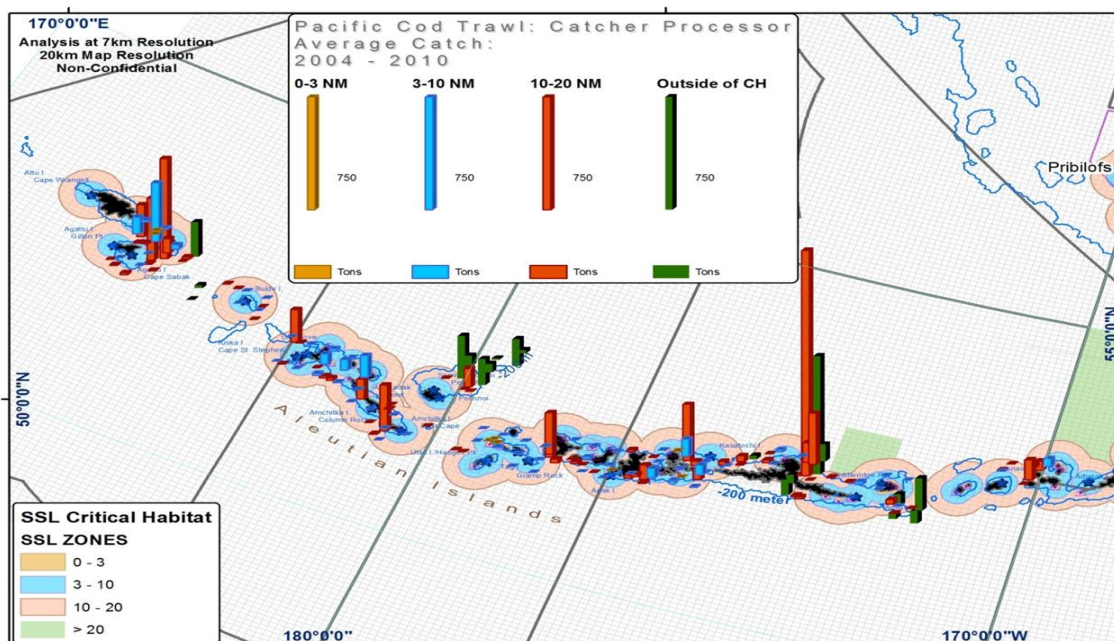 170°0'0"E
Analysis at 7km Resolution
20km Map Resolution
Non-Confidential
Pacific Cod Trawl: Catcher Processor
Average Catch:
2004 - 2010
0-3 NM 3-10 NM 10-20 NM Outside of CH
750 750 750 750
Tons Tons Tons Tons
Pribilofs
Attu I.
Cape Wrangell
Agattu I.
Gillon Pt
Cape Sabak
Buldir I.
Kiska I.
Cape St. Stephen
50°0'0"N
55°0'0"N
Amchitka I.
Column Roc
Amchitka I.
Cape
Aleutian Islands
Gramp Rock
Adak I.
Kasatochi I.
-200 meter
SSL Critical Habitat
SSL ZONES
0 - 3
3 - 10
10 - 20
> 20
180°0'0"
170°0'0"W